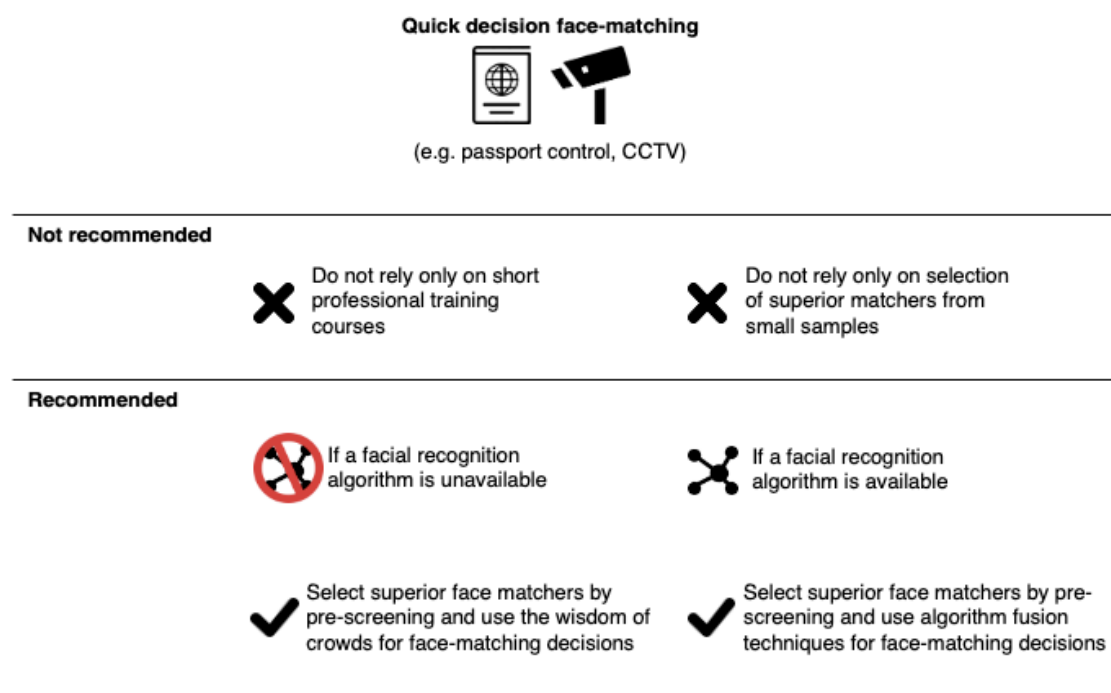 Quick decision face-matching
(e.g. passport control, CCTV)
Not recommended
Do not rely only on short
professional training
courses
Do not rely only on selection
of superior matchers from
small samples
Recommended
If a facial recognition
algorithm is unavailable
If a facial recognition
algorithm is available
Select superior face matchers by
pre-screening and use the wisdom of
crowds for face-matching decisions
Select superior face matchers by pre-
screening and use algorithm fusion
techniques for face-matching decisions